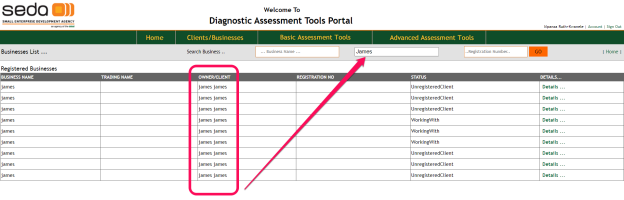 seda
SMALL ENTERPRISE DEVELOPMENT AGENCY
Welcome To
Diagnostic Assessment Tools Portal
| Account | Sign Out
Home Clients/Businesses Basic Assessment Tools Advanced Assessment Tools
Businesses List ... Search Business .. ... Business Name ... James ..Registration Number.. GO | Home |
Registered Businesses
BUSINESS NAME TRADING NAME OWNER/CLIENT REGISTRATION NO STATUS DETAILS...
James James James UnregisteredClient Details ...
James James James UnregisteredClient Details ...
James James James UnregisteredClient Details ...
James James James WorkingWith Details ...
James James James WorkingWith Details ...
James James James WorkingWith Details ...
James James James UnregisteredClient Details ...
James James James UnregisteredClient Details ...
James James James UnregisteredClient Details ...